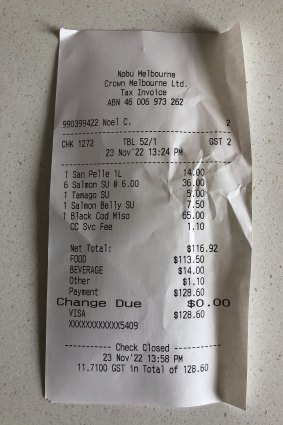 Nobu Melbourne
Crown Melbourne Ltd.
Tax Invoice
ABN 46 006 973 262
990399422 Noel C. 2
CHK 1272 TBL 52/1 GST 2
23 Nov'22 13:24 PM
1 San Pelle 1L 14.00
6 Salmon SU @ 6.00 36.00
1 Tamago SU 5.00
1 Salmon Belly SU 7.50
1 Black Cod Miso 65.00
CC Svc Fee 1.10
Net Total: $116.92
FOOD $113.50
BEVERAGE $14.00
Other $1.10
Payment $128.60
Change Due $0.00
VISA $128.60
XXXXXXXXXXXX5409
Check Closed
23 Nov'22 13:58 PM
11.7100 GST in Total of 128.60